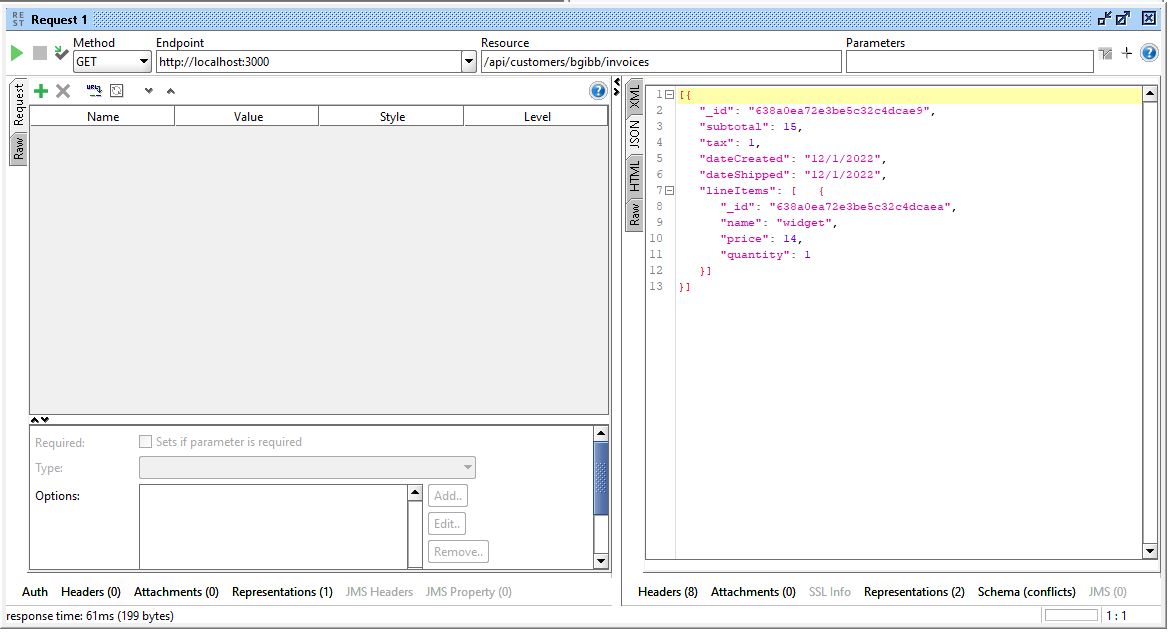 RE
ST
Request 1
Method
Endpoint
Resource
Parameters
GET
http://localhost:3000
/api/customers/bgibb/invoices
Request
Raw
Name
Value
Style
Level
Required:
Sets if parameter is required
Type:
Options:
Add..
Edit..
Remove..
Auth
Headers (0)
Attachments (0)
Representations (1)
JMS Headers
JMS Property (0)
XML
JSON
HTML
Raw
1 [{
2 "_id": "638a0ea72e3be5c32c4dcae9",
3 "subtotal": 15,
4 "tax": 1,
5 "dateCreated": "12/1/2022",
6 "dateShipped": "12/1/2022",
7 "lineItems": [ {
8 "_id": "638a0ea72e3be5c32c4dcaea",
9 "name": "widget",
10 "price": 14,
11 "quantity": 1
12 }]
13 }]
Headers (8)
Attachments (0)
SSL Info
Representations (2)
Schema (conflicts)
JMS (0)
response time: 61ms (199 bytes)
1 : 1